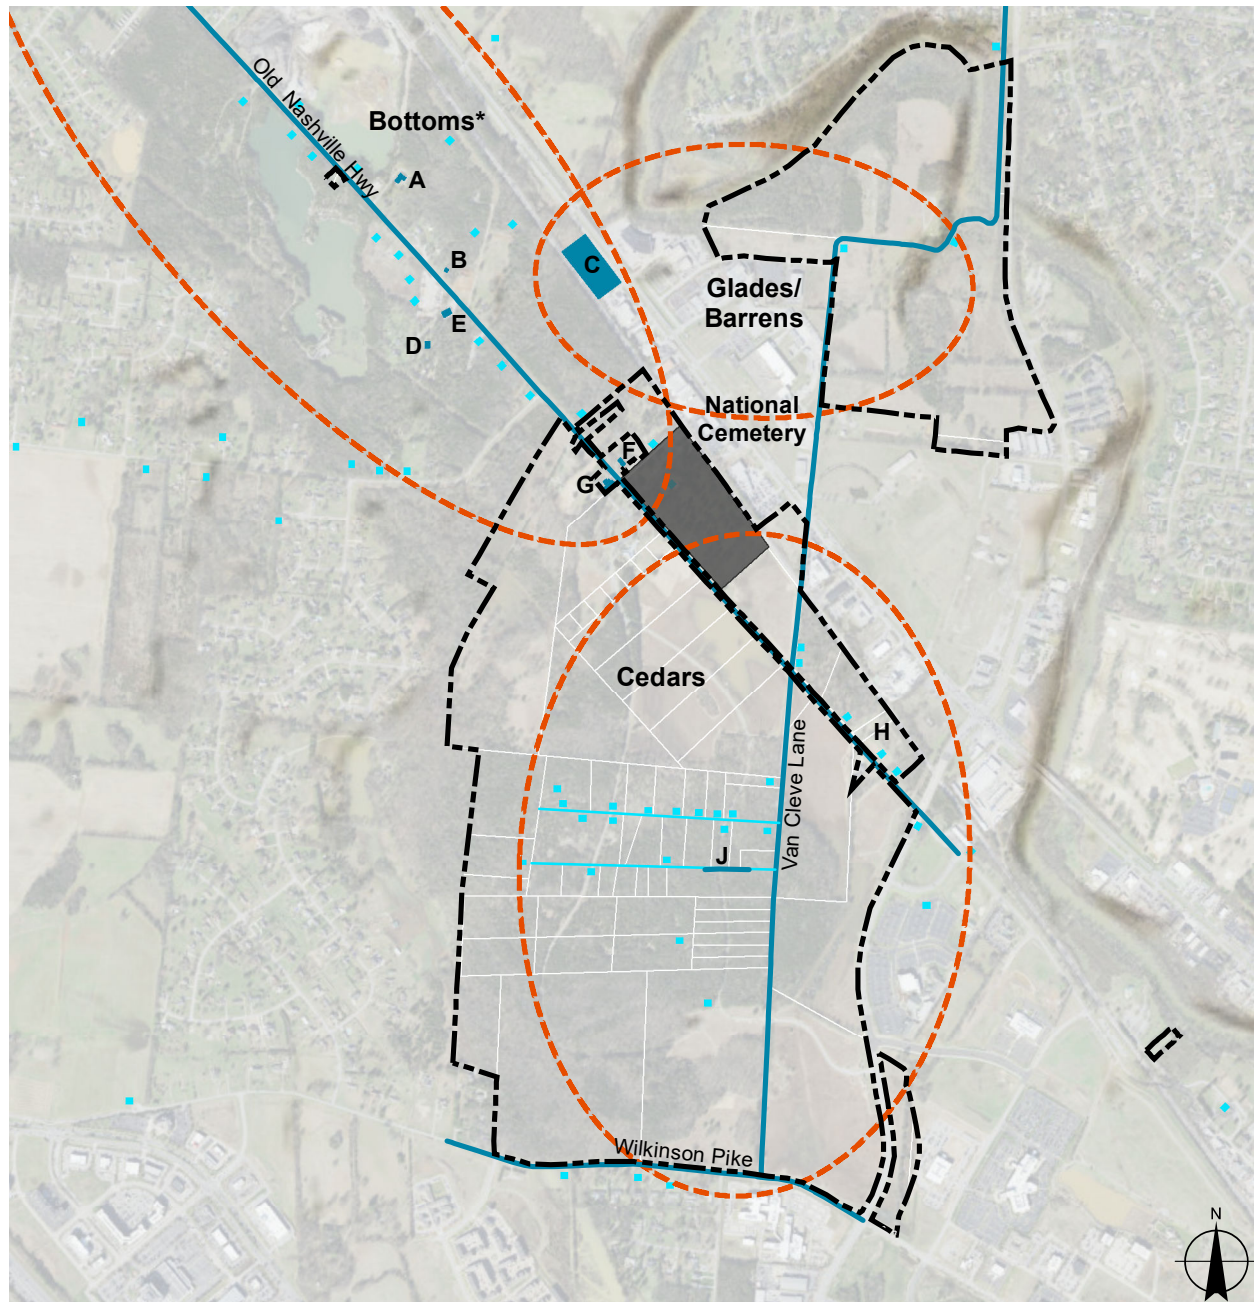 Old Nashville Hwy
Bottoms*
A
B
C
E
D
Glades/
Barrens
National
Cemetery
F
G
Cedars
H
Van Cleve Lane
J
Wilkinson Pike
N